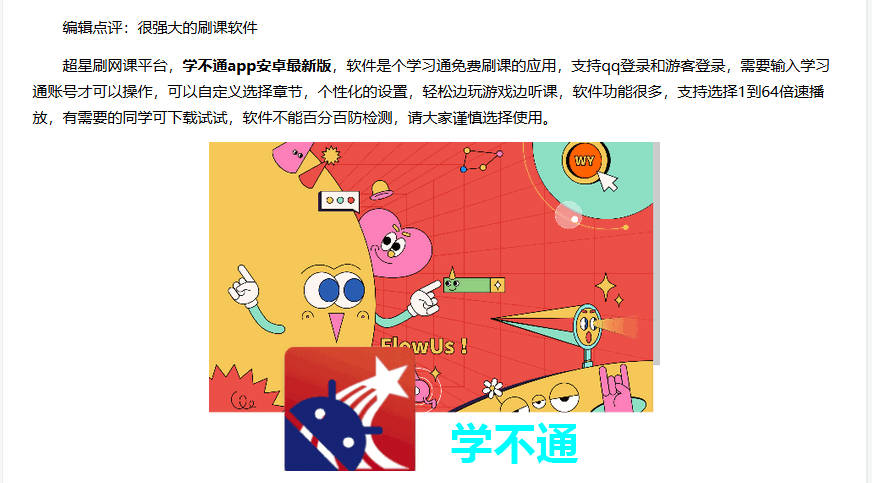 编辑点评：很强大的刷课软件
超星刷网课平台，学不通app安卓最新版，软件是个学习通免费刷课的应用，支持qq登录和游客登录，需要输入学习
通账号才可以操作，可以自定义选择章节，个性化的设置，轻松边玩游戏边听课，软件功能很多，支持选择1到64倍速播
放，有需要的同学可下载试试，软件不能百分百防检测，请大家谨慎选择使用。
WY
FlowUs !
学不通